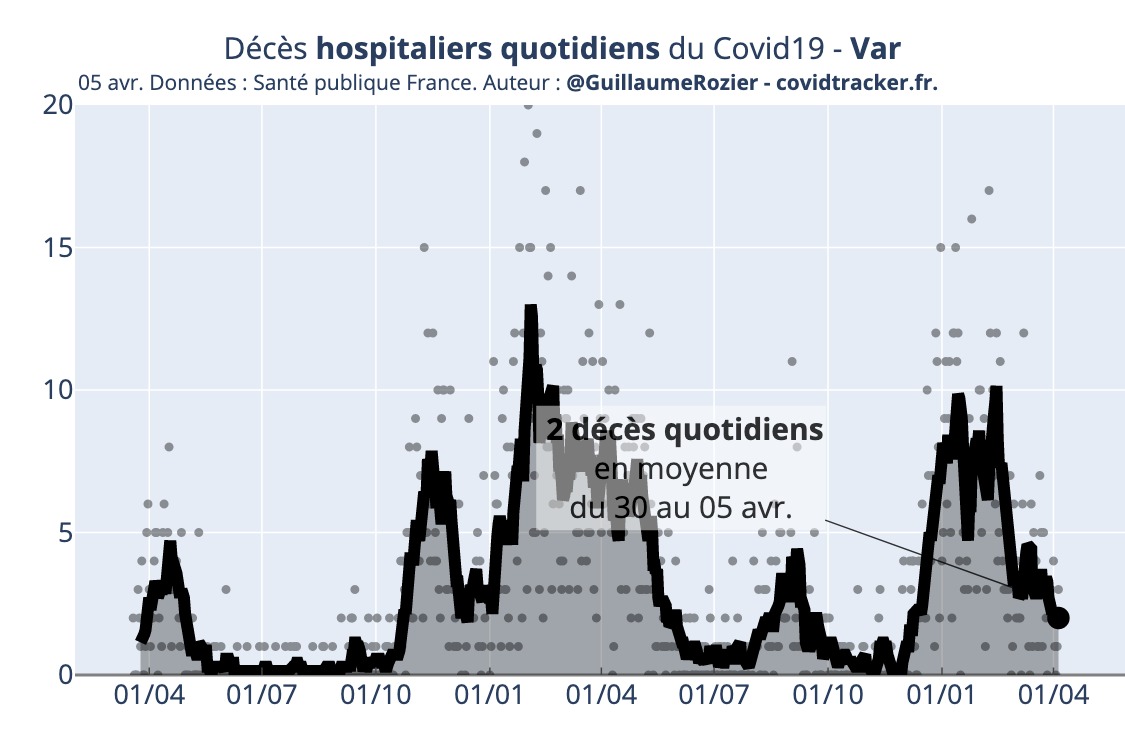 Décès hospitaliers quotidiens du Covid19 - Var
05 avr. Données : Santé publique France. Auteur : @GuillaumeRozier - covidtracker.fr.
20
15
10
5
0
2 décès quotidiens
en moyenne
du 30 au 05 avr.
01/04 01/07 01/10 01/01 01/04 01/07 01/10 01/01 01/04